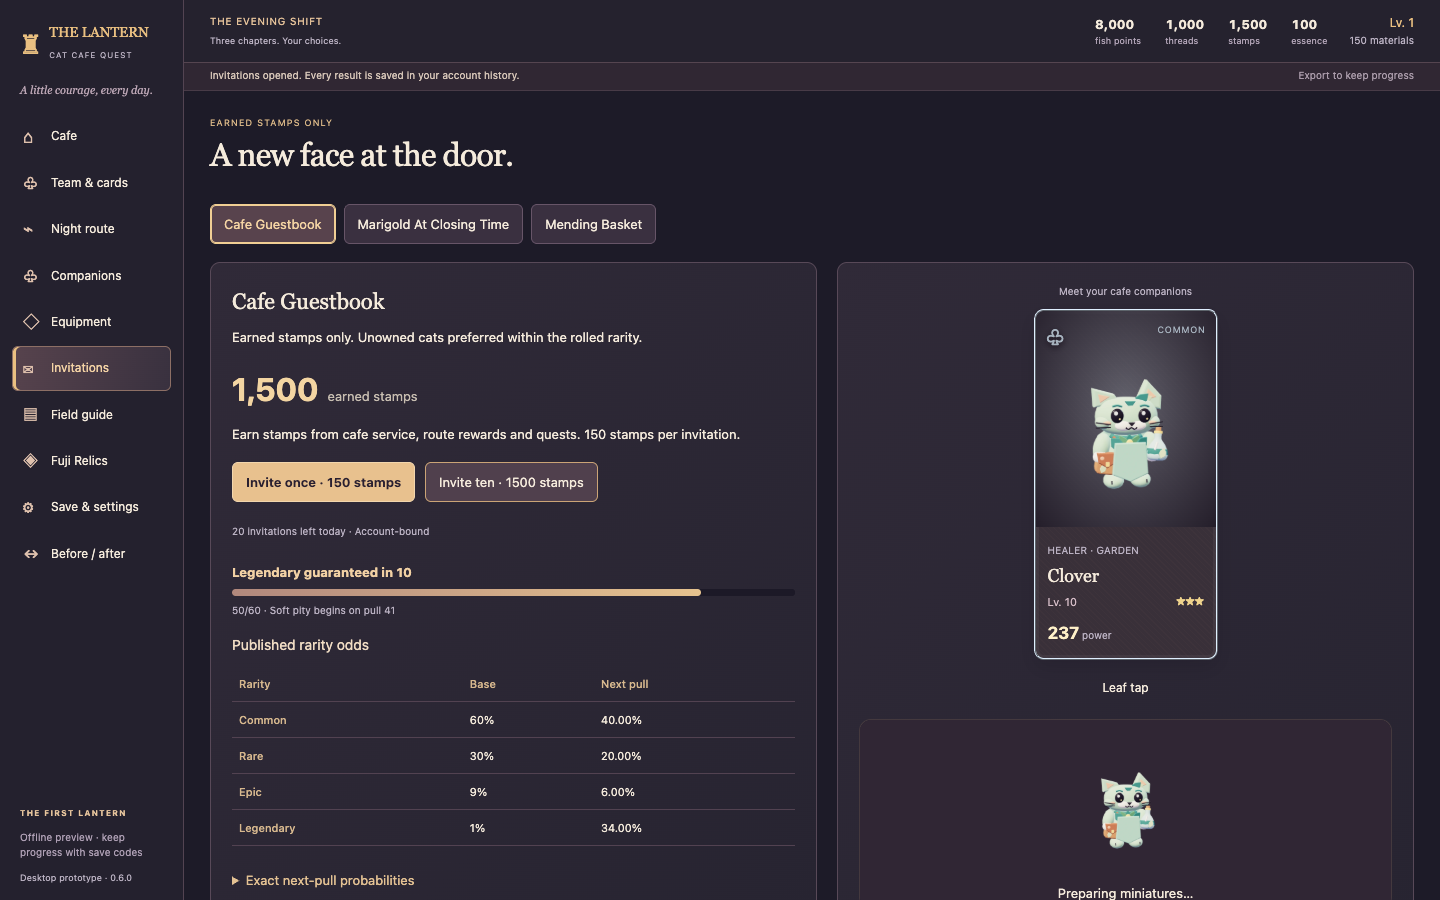 THE LANTERN
CAT CAFE QUEST
A little courage, every day.
Cafe
Team & cards
Night route
Companions
Equipment
Invitations
Field guide
Fuji Relics
Save & settings
Before / after
THE FIRST LANTERN
Offline preview · keep
progress with save codes
Desktop prototype · 0.6.0
THE EVENING SHIFT
Three chapters. Your choices.
8,000
fish points
1,000
threads
1,500
stamps
100
essence
Lv. 1
150 materials
Invitations opened. Every result is saved in your account history.
Export to keep progress
EARNED STAMPS ONLY
A new face at the door.
Cafe Guestbook
Marigold At Closing Time
Mending Basket
Cafe Guestbook
Earned stamps only. Unowned cats preferred within the rolled rarity.
1,500 earned stamps
Earn stamps from cafe service, route rewards and quests. 150 stamps per invitation.
Invite once · 150 stamps
Invite ten · 1500 stamps
20 invitations left today · Account-bound
Legendary guaranteed in 10
50/60 · Soft pity begins on pull 41
Published rarity odds
Rarity Base Next pull
Common 60% 40.00%
Rare 30% 20.00%
Epic 9% 6.00%
Legendary 1% 34.00%
Exact next-pull probabilities
Meet your cafe companions
COMMON
HEALER · GARDEN
Clover
Lv. 10
237 power
Leaf tap
Preparing miniatures...